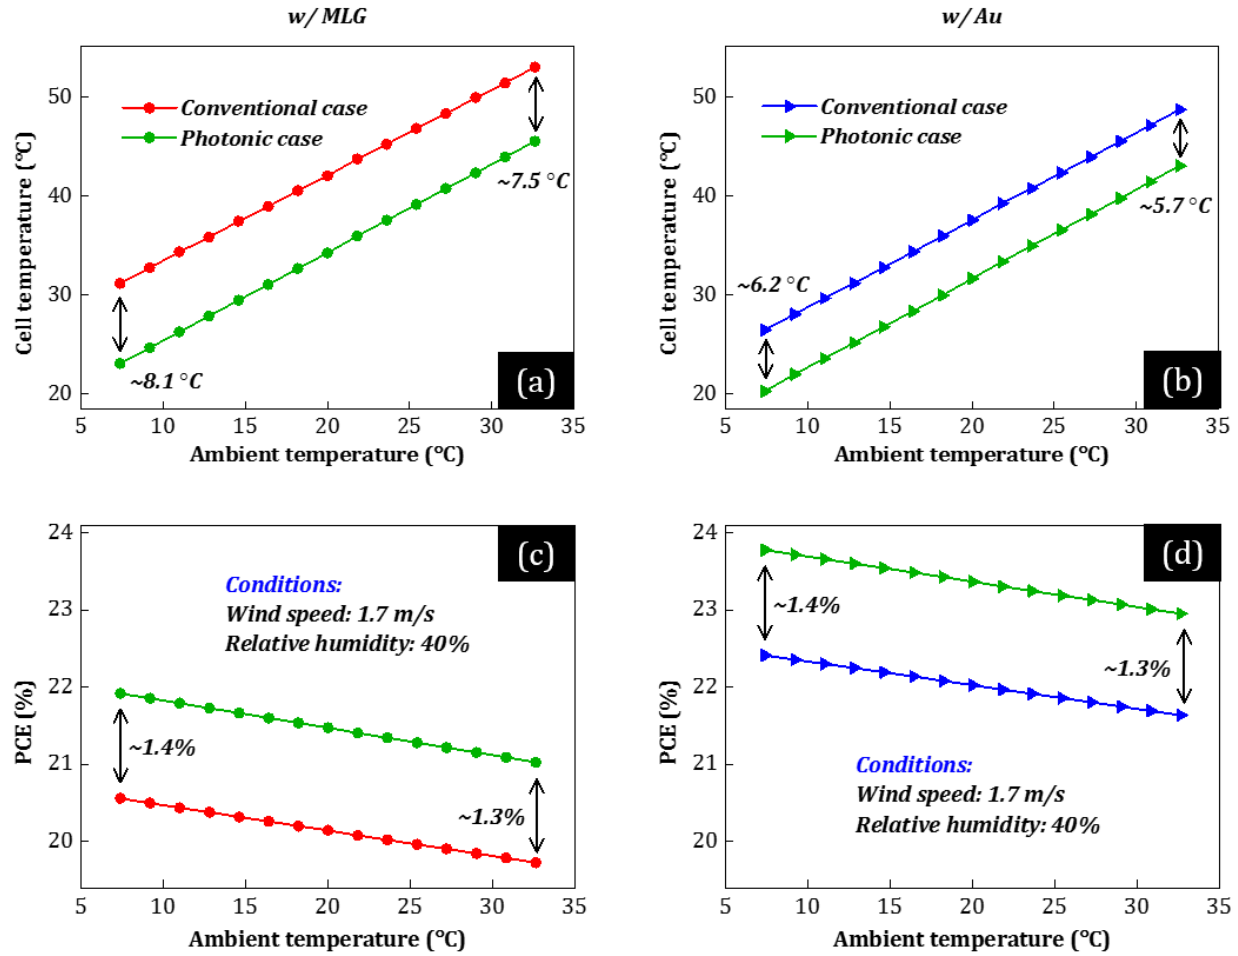 w/ MLG
50
40
30
20
Cell temperature (°C)
Conventional case
Photonic case
~7.5 °C
~8.1 °C
(a)
5 10 15 20 25 30 35
Ambient temperature (°C)
w/ Au
50
40
30
20
Cell temperature (°C)
Conventional case
Photonic case
~5.7 °C
~6.2 °C
(b)
5 10 15 20 25 30 35
Ambient temperature (°C)
24
23
22
21
20
PCE (%)
(c)
Conditions:
Wind speed: 1.7 m/s
Relative humidity: 40%
~1.4%
~1.3%
5 10 15 20 25 30 35
Ambient temperature (°C)
24
23
22
21
20
PCE (%)
(d)
~1.4%
~1.3%
Conditions:
Wind speed: 1.7 m/s
Relative humidity: 40%
5 10 15 20 25 30 35
Ambient temperature (°C)